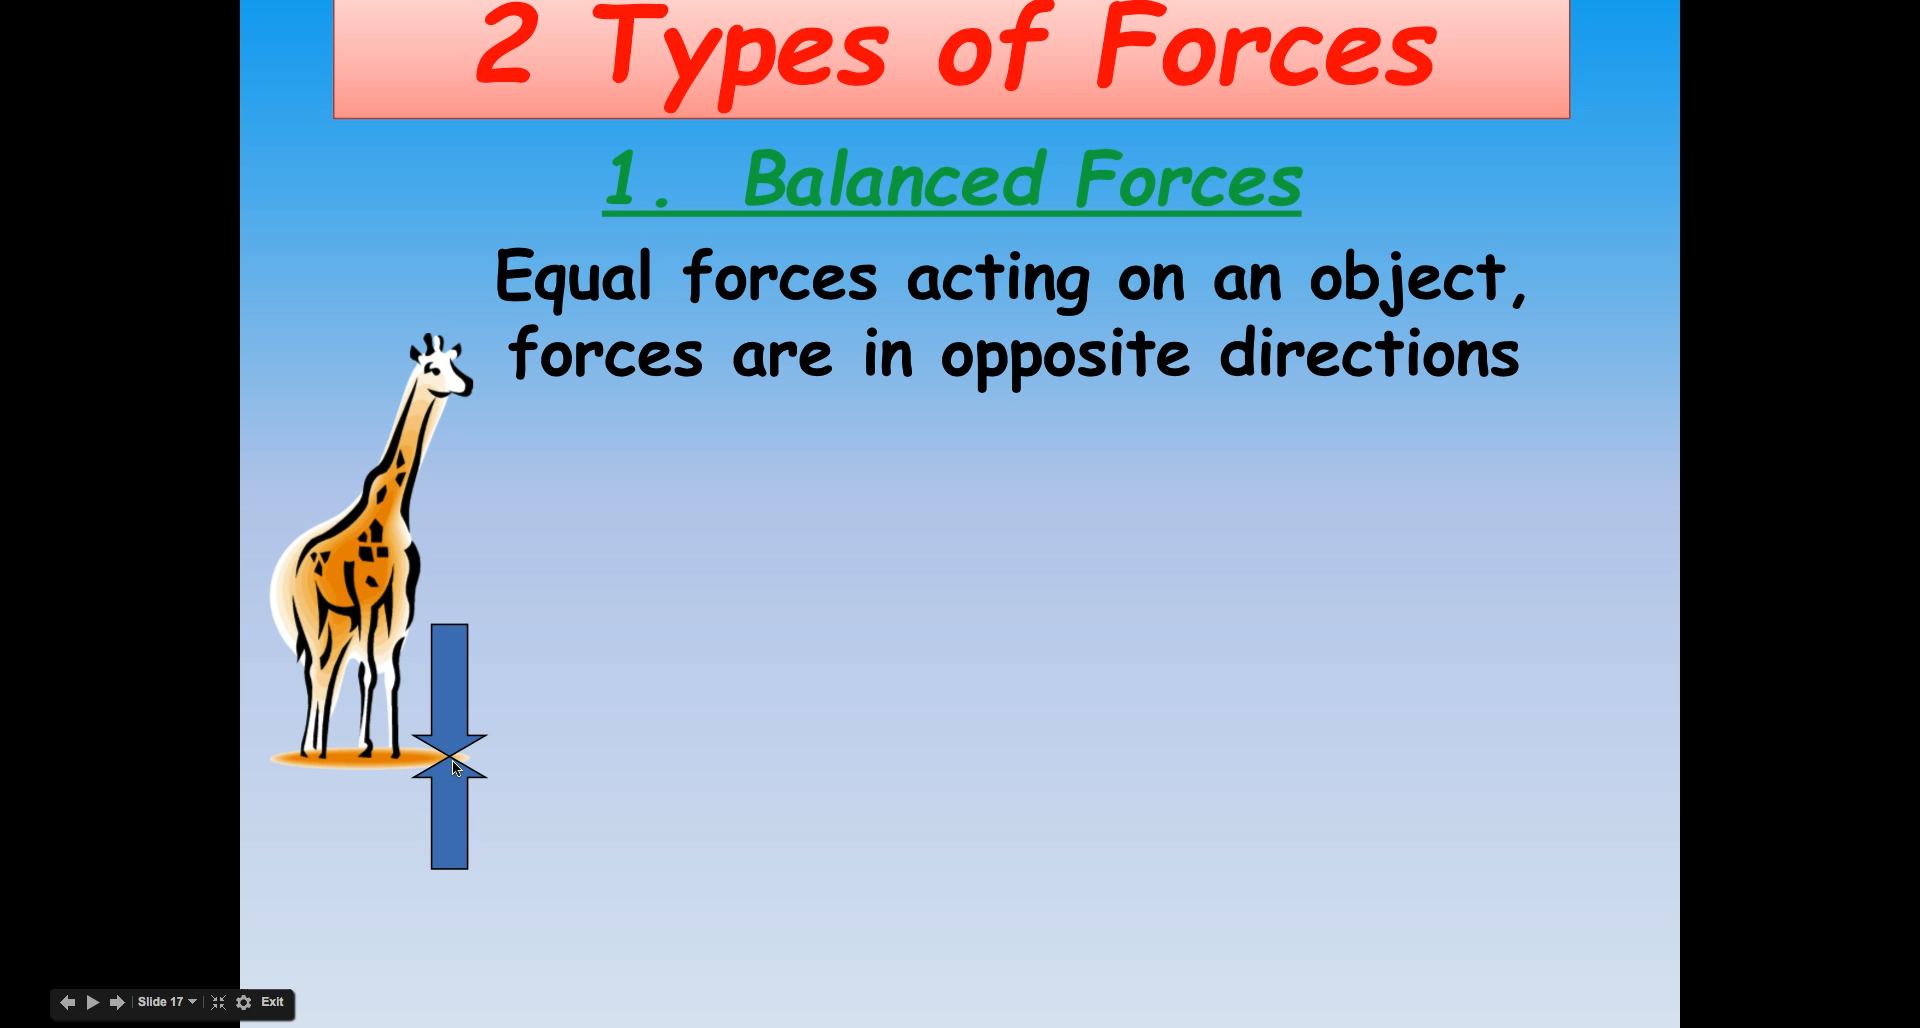 2 Types of Forces
1. Balanced Forces
Equal forces acting on an object,
forces are in opposite directions
Slide 17
Exit